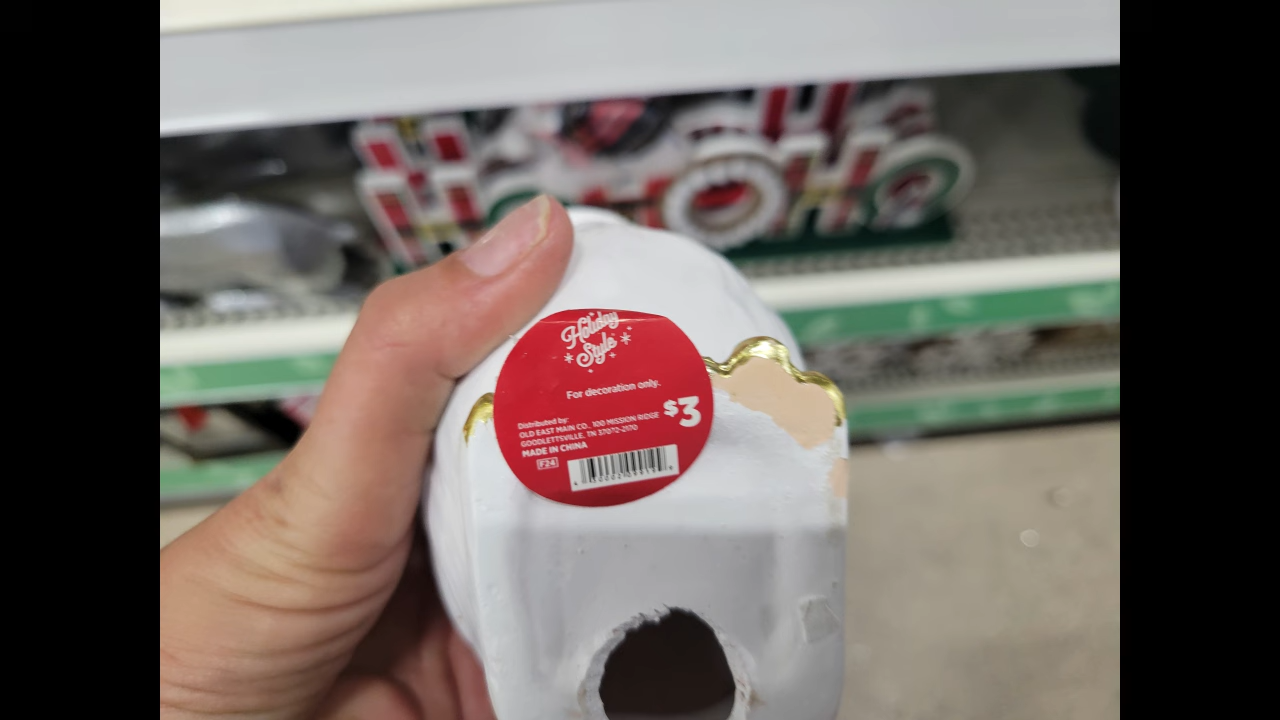 HOHO
Holiday
Style
For decoration only.
$3
Distributed by:
OLD EAST MAIN CO., 100 MISSION RIDGE
GOODLETTSVILLE, TN 37072-2170
MADE IN CHINA
F24